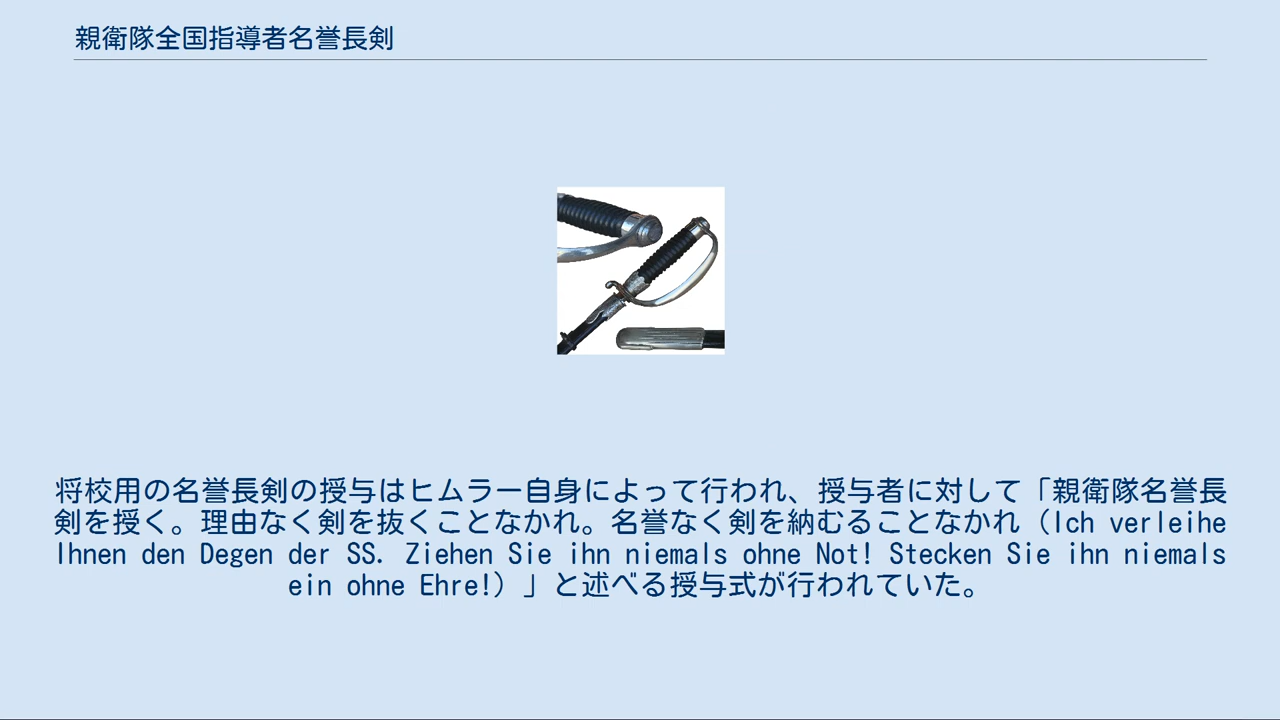 親衛隊全国指導者名誉長剣
将校用の名誉長剣の授与はヒムラー自身によって行われ、授与者に対して「親衛隊名誉長
剣を授く。理由なく剣を抜くことなかれ。名誉なく剣を納むることなかれ（Ich verleihe
Ihnen den Degen der SS. Ziehen Sie ihn niemals ohne Not! Stecken Sie ihn niemals
ein ohne Ehre!）」と述べる授与式が行われていた。